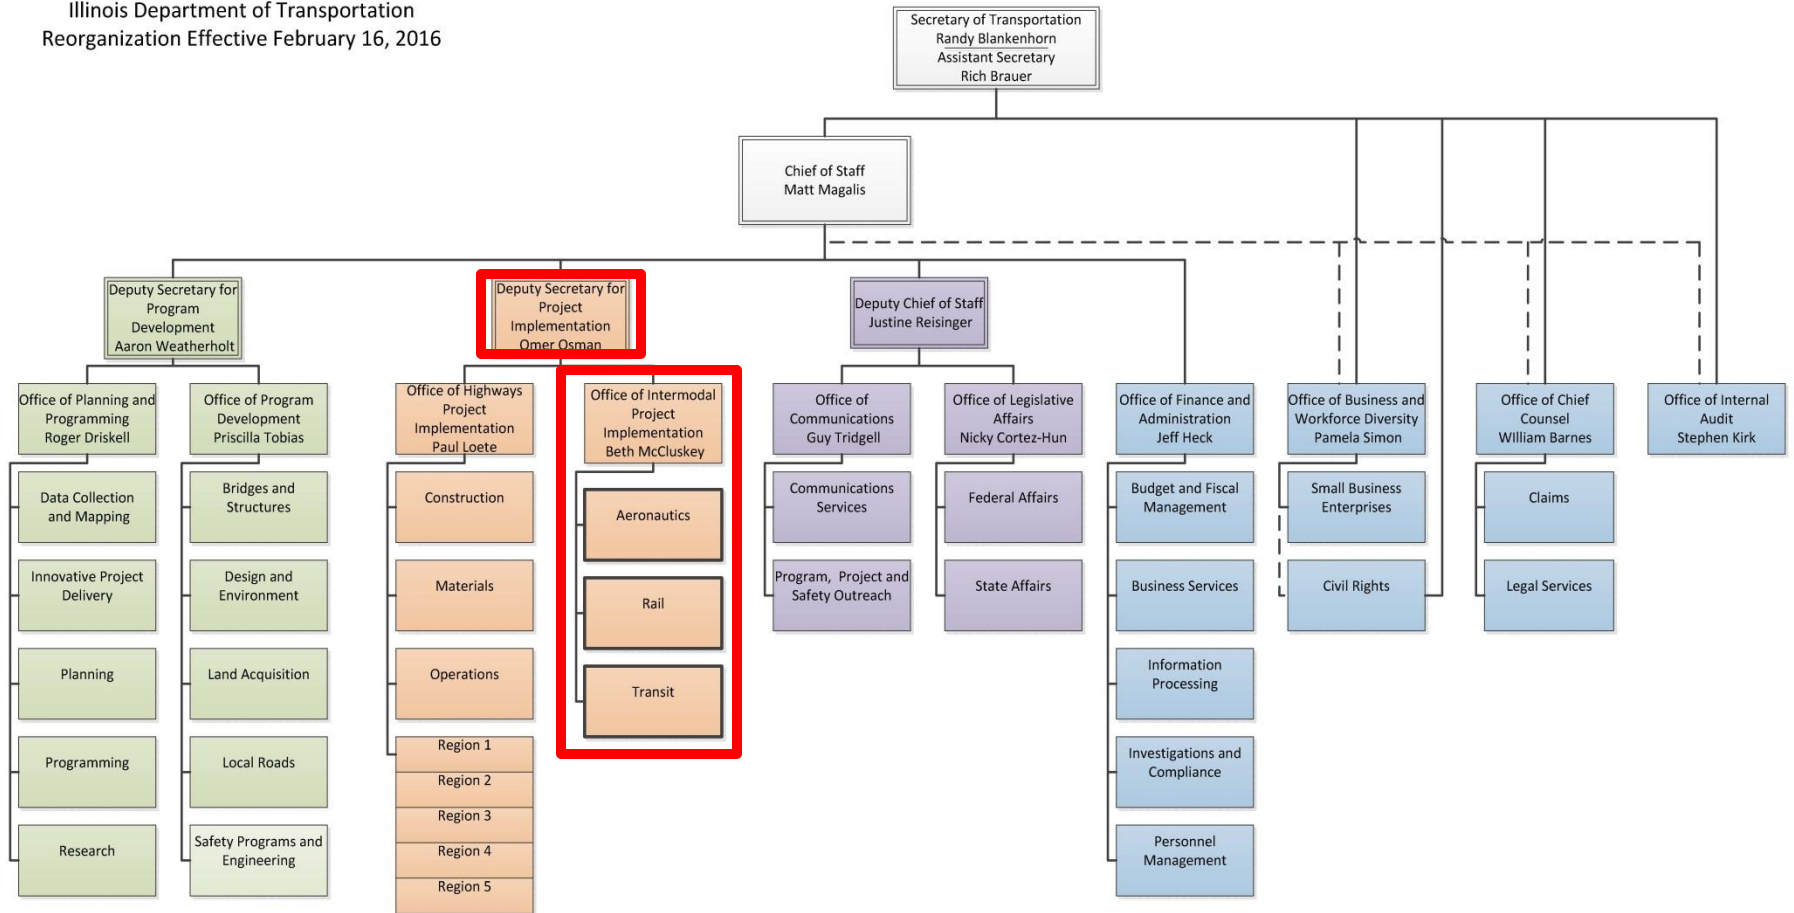 Illinois Department of Transportation
Reorganization Effective February 16, 2016
Secretary of Transportation
Randy Blankenhorn
Assistant Secretary
Rich Brauer
Chief of Staff
Matt Magalis
Deputy Secretary for
Program
Development
Aaron Weatherholt
Deputy Secretary for
Project
Implementation
Omer Osman
Deputy Chief of Staff
Justine Reisinger
Office of Planning and
Programming
Roger Driskell
Office of Program
Development
Priscilla Tobias
Office of Highways
Project
Implementation
Paul Loete
Office of Intermodal
Project
Implementation
Beth McCluskey
Office of
Communications
Guy Tridgell
Office of Legislative
Affairs
Nicky Cortez-Hun
Office of Finance and
Administration
Jeff Heck
Office of Business and
Workforce Diversity
Pamela Simon
Office of Chief
Counsel
WIlliam Barnes
Office of Internal
Audit
Stephen Kirk
Data Collection
and Mapping
Innovative Project
Delivery
Planning
Programming
Research
Bridges and
Structures
Design and
Environment
Land Acquisition
Local Roads
Safety Programs and
Engineering
Construction
Materials
Operations
Region 1
Region 2
Region 3
Region 4
Region 5
Aeronautics
Rail
Transit
Communications
Services
Program, Project and
Safety Outreach
Federal Affairs
State Affairs
Budget and Fiscal
Management
Business Services
Information
Processing
Investigations and
Compliance
Personnel
Management
Small Business
Enterprises
Civil Rights
Claims
Legal Services